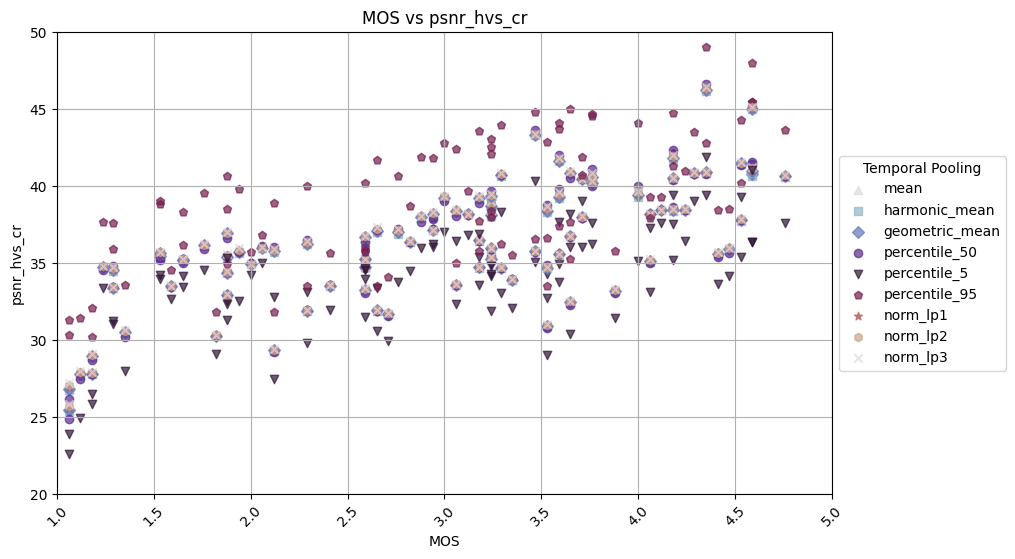 MOS vs psnr_hvs_cr
psnr_hvs_cr
50
45
40
35
30
25
20
1.0
1.5
2.0
2.5
3.0
3.5
4.0
4.5
5.0
MOS
Temporal Pooling
mean
harmonic_mean
geometric_mean
percentile_50
percentile_5
percentile_95
norm_lp1
norm_lp2
norm_lp3